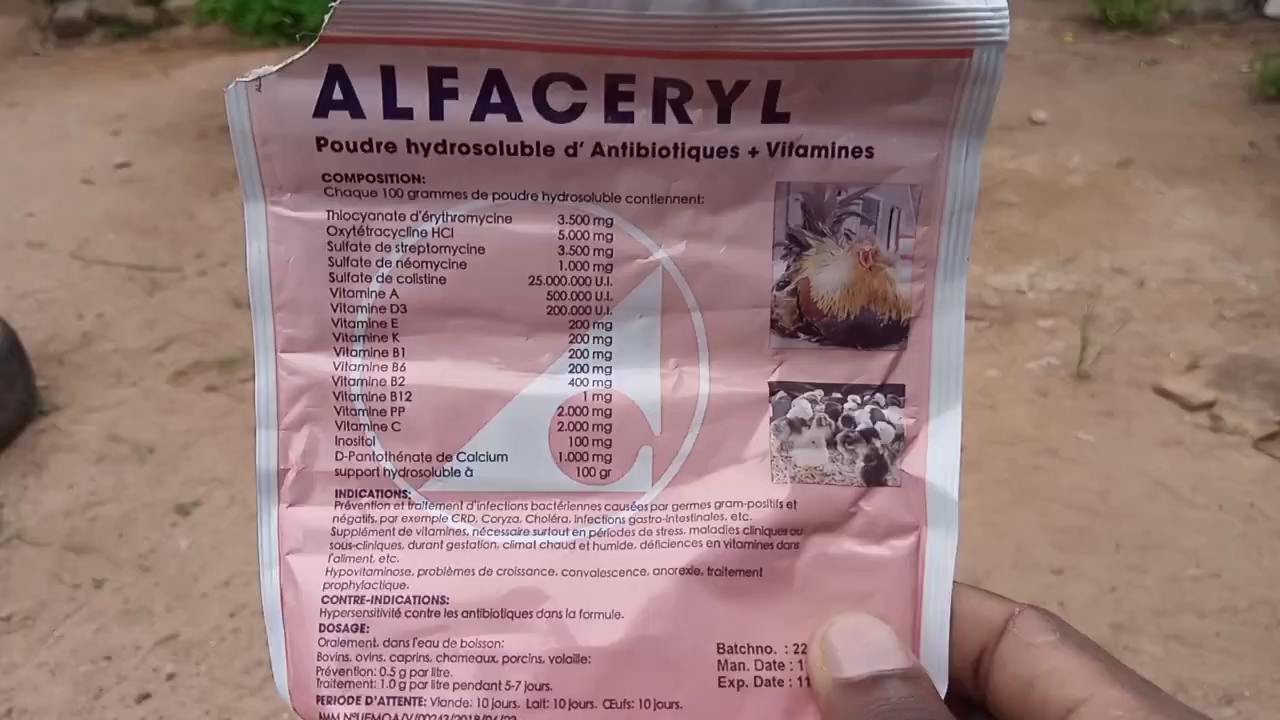 ALFACERYL
Poudre hydrosoluble d' Antibiotiques + Vitamines
COMPOSITION:
Chaque 100 grammes de poudre hydrosoluble contiennent:
Thiocyanate d'érythromycine 3.500 mg
Oxytétracycline HCl 5.000 mg
Sulfate de streptomycine 3.500 mg
Sulfate de néomycine 1.000 mg
Sulfate de colistine 25.000.000 U.I.
Vitamine A 500.000 U.I.
Vitamine D3 200.000 U.I.
Vitamine E 200 mg
Vitamine K 200 mg
Vitamine B1 200 mg
Vitamine B6 200 mg
Vitamine B2 400 mg
Vitamine B12 1 mg
Vitamine PP 2.000 mg
Vitamine C 2.000 mg
Inositol 100 mg
D-Pantothénate de Calcium 1.000 mg
support hydrosoluble à 100 gr
INDICATIONS:
Prévention et traitement d'infections bactériennes causées par germes gram-positifs et
négatifs, par exemple CRD, Coryza, Choléra, infections gastro-intestinales, etc.
Supplément de vitamines, nécessaire surtout en périodes de stress, maladies cliniques ou
sous-cliniques, durant gestation, climat chaud et humide, déficiences en vitamines dans
l'aliment, etc.
Hypovitaminose, problèmes de croissance, convalescence, anorexie, traitement
prophylactique.
CONTRE-INDICATIONS:
Hypersensitivité contre les antibiotiques dans la formule.
DOSAGE:
Oralement, dans l'eau de boisson:
Bovins, ovins, caprins, chameaux, porcins, volaille:
Prévention: 0.5 g par litre.
Traitement: 1.0 g par litre pendant 5-7 jours.
PERIODE D'ATTENTE: Viande: 10 jours. Lait: 10 jours. Œufs: 10 jours.
Batchno. : 22
Man. Date : 1
Exp. Date : 11